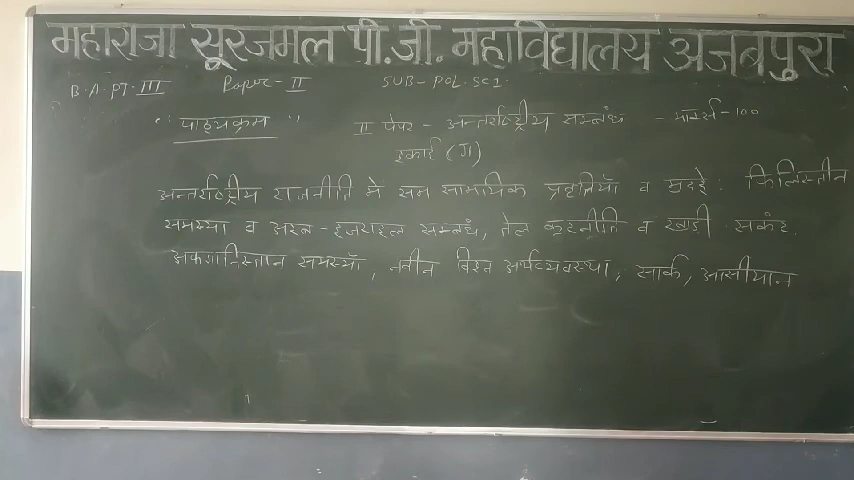 महाराजा सूरजमल पी.जी. महाविघालय अजबपुरा
B.A.PT-III Paper-II SUB-POL.SCI.
"पाठ्यक्रम" II पेपर - अन्तर्राष्ट्रीय सम्बंध - मार्क्स-100
इकाई (III)
अन्तर्राष्ट्रीय राजनीति मे सम सामायिक प्रवृतियाँ व मुद्दे: फिलिस्तीन
समस्या व अरब - इजराइल सम्बंध, तेल कूटनीति व खाडी संकट.
अफगानिस्तान समस्याँ, नवीन विश्व अर्थव्यवस्था, सार्क, आसीयान